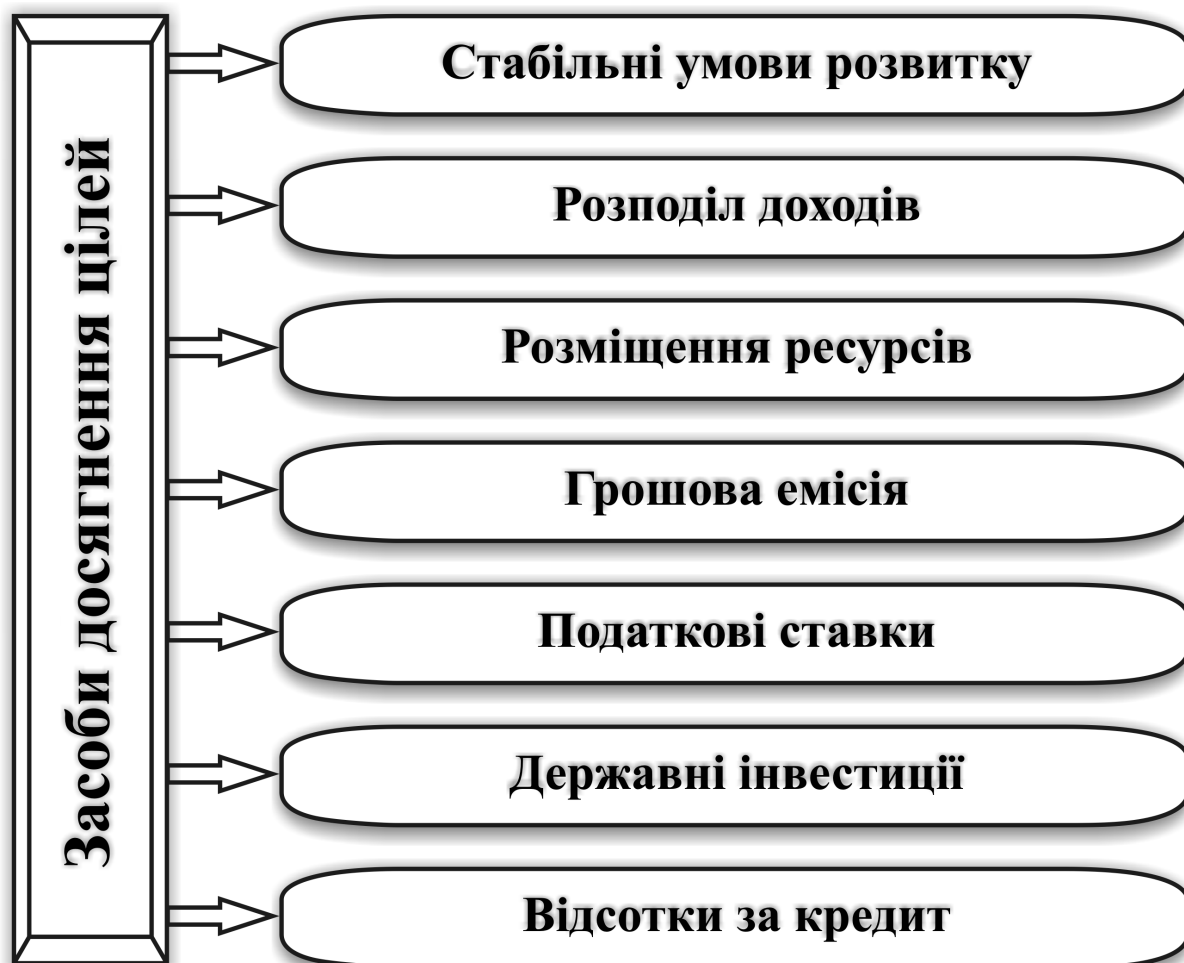 Засоби досягнення цілей
Стабільні умови розвитку
Розподіл доходів
Розміщення ресурсів
Грошова емісія
Податкові ставки
Державні інвестиції
Відсотки за кредит